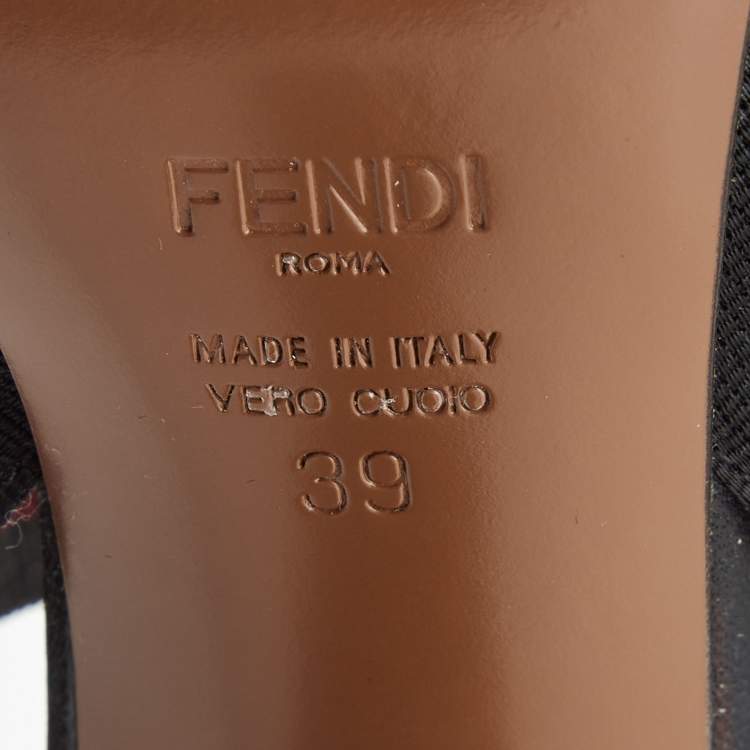 FENDI
ROMA
MADE IN ITALY
VERO CUOIO
39